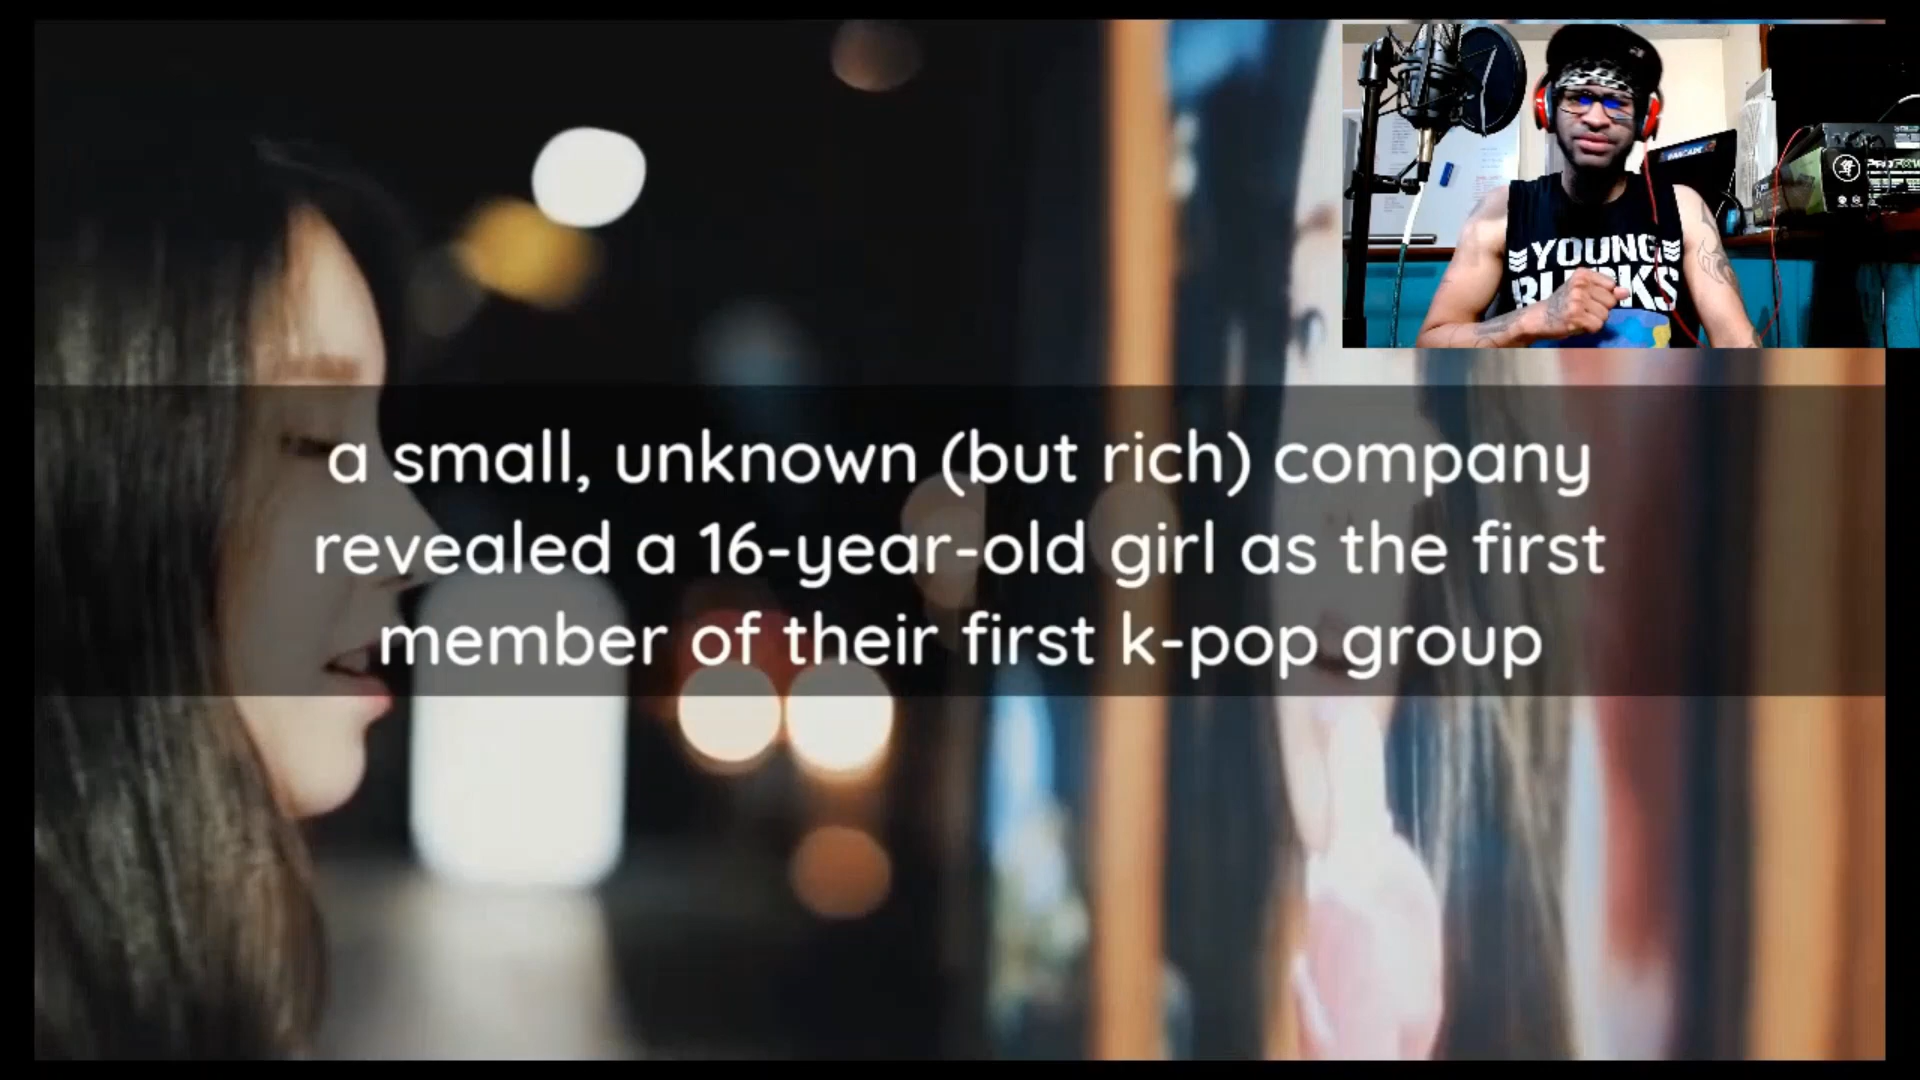 YOUNG
a small, unknown (but rich) company
revealed a 16-year-old girl as the first
member of their first k-pop group